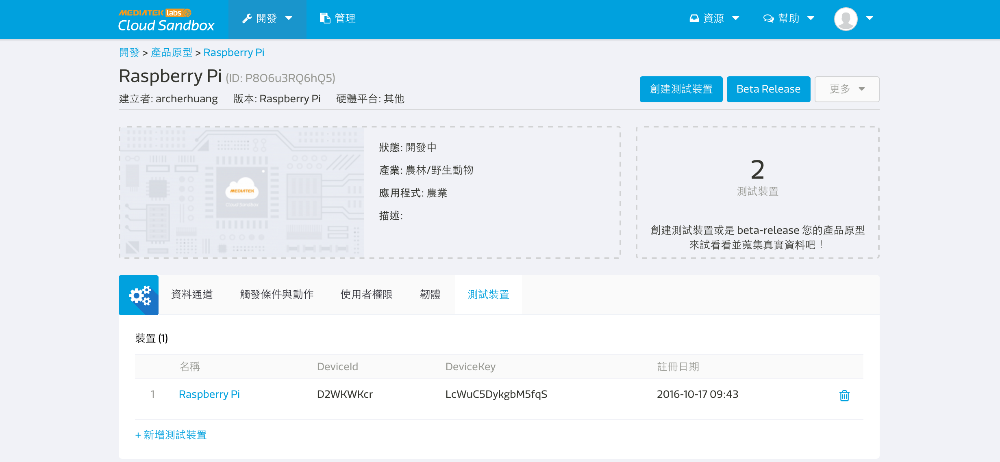 MEDIATEK labs
Cloud Sandbox
開發
管理
資源
幫助
開發 > 產品原型 > Raspberry Pi
Raspberry Pi (ID: P8O6u3RQ6hQ5)
建立者: archerhuang 版本: Raspberry Pi 硬體平台: 其他
創建測試裝置
Beta Release
更多
MEDIATEK
Cloud Sandbox
狀態: 開發中
產業: 農林/野生動物
應用程式: 農業
描述:
2
測試裝置
創建測試裝置或是 beta-release 您的產品原型
來試看看並蒐集真實資料吧！
資料通道
觸發條件與動作
使用者權限
韌體
測試裝置
裝置 (1)
名稱 DeviceId DeviceKey 註冊日期
1 Raspberry Pi D2WKWKcr LcWuC5DykgbM5fqS 2016-10-17 09:43
+ 新增測試裝置